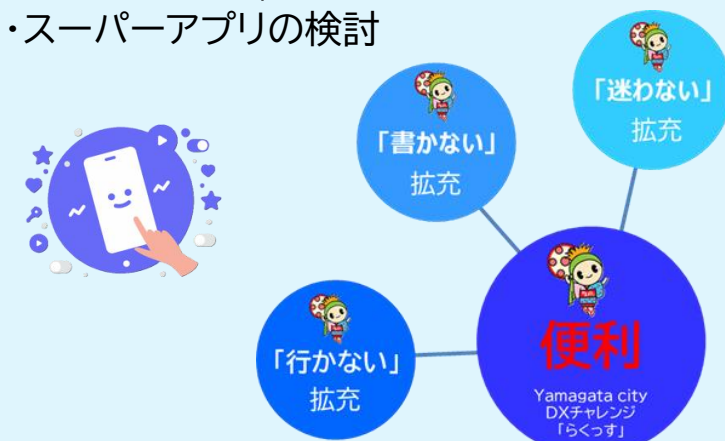 ・スーパーアプリの検討
「迷わない」
拡充
「書かない」
拡充
「行かない」
拡充
便利
Yamagata city
DXチャレンジ
「らくっす」